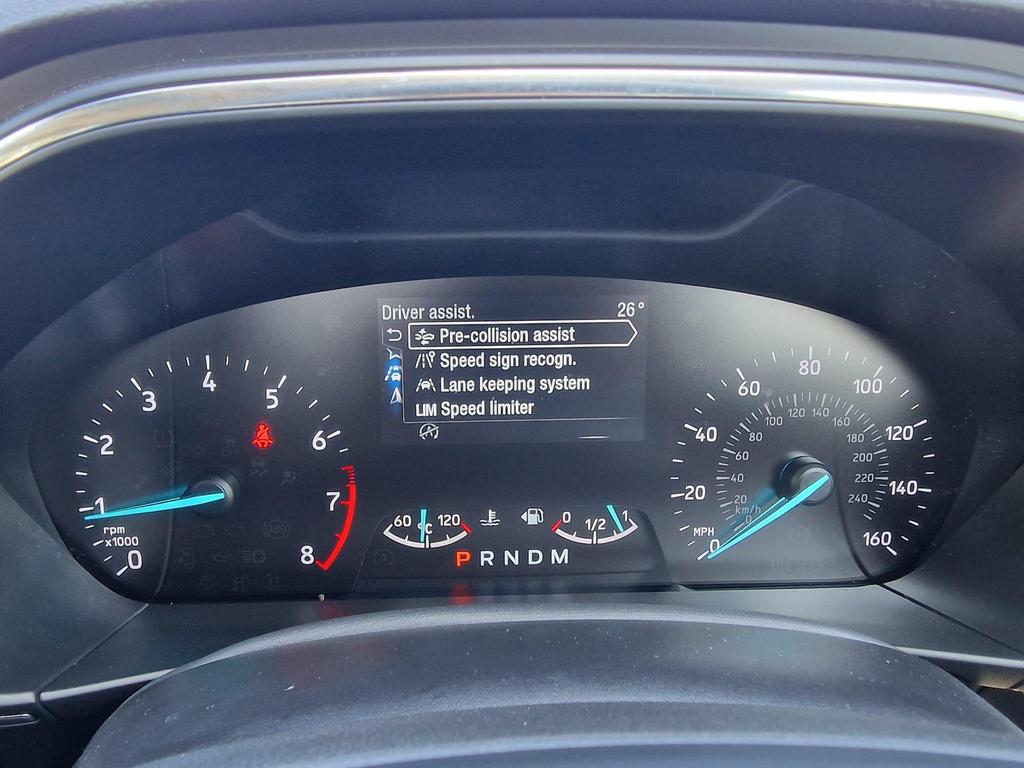 Driver assist. 26°
Pre-collision assist
Speed sign recogn.
Lane keeping system
LIM Speed limiter
0 1 2 3 4 5 6 7 8
rpm
x1000
60 °C 120
0 1/2 1
P R N D M
0 20 40 60 80 100 120 140 160
MPH
0 20 40 60 80 100 120 140 160 180 200 220 240
km/h
ABS